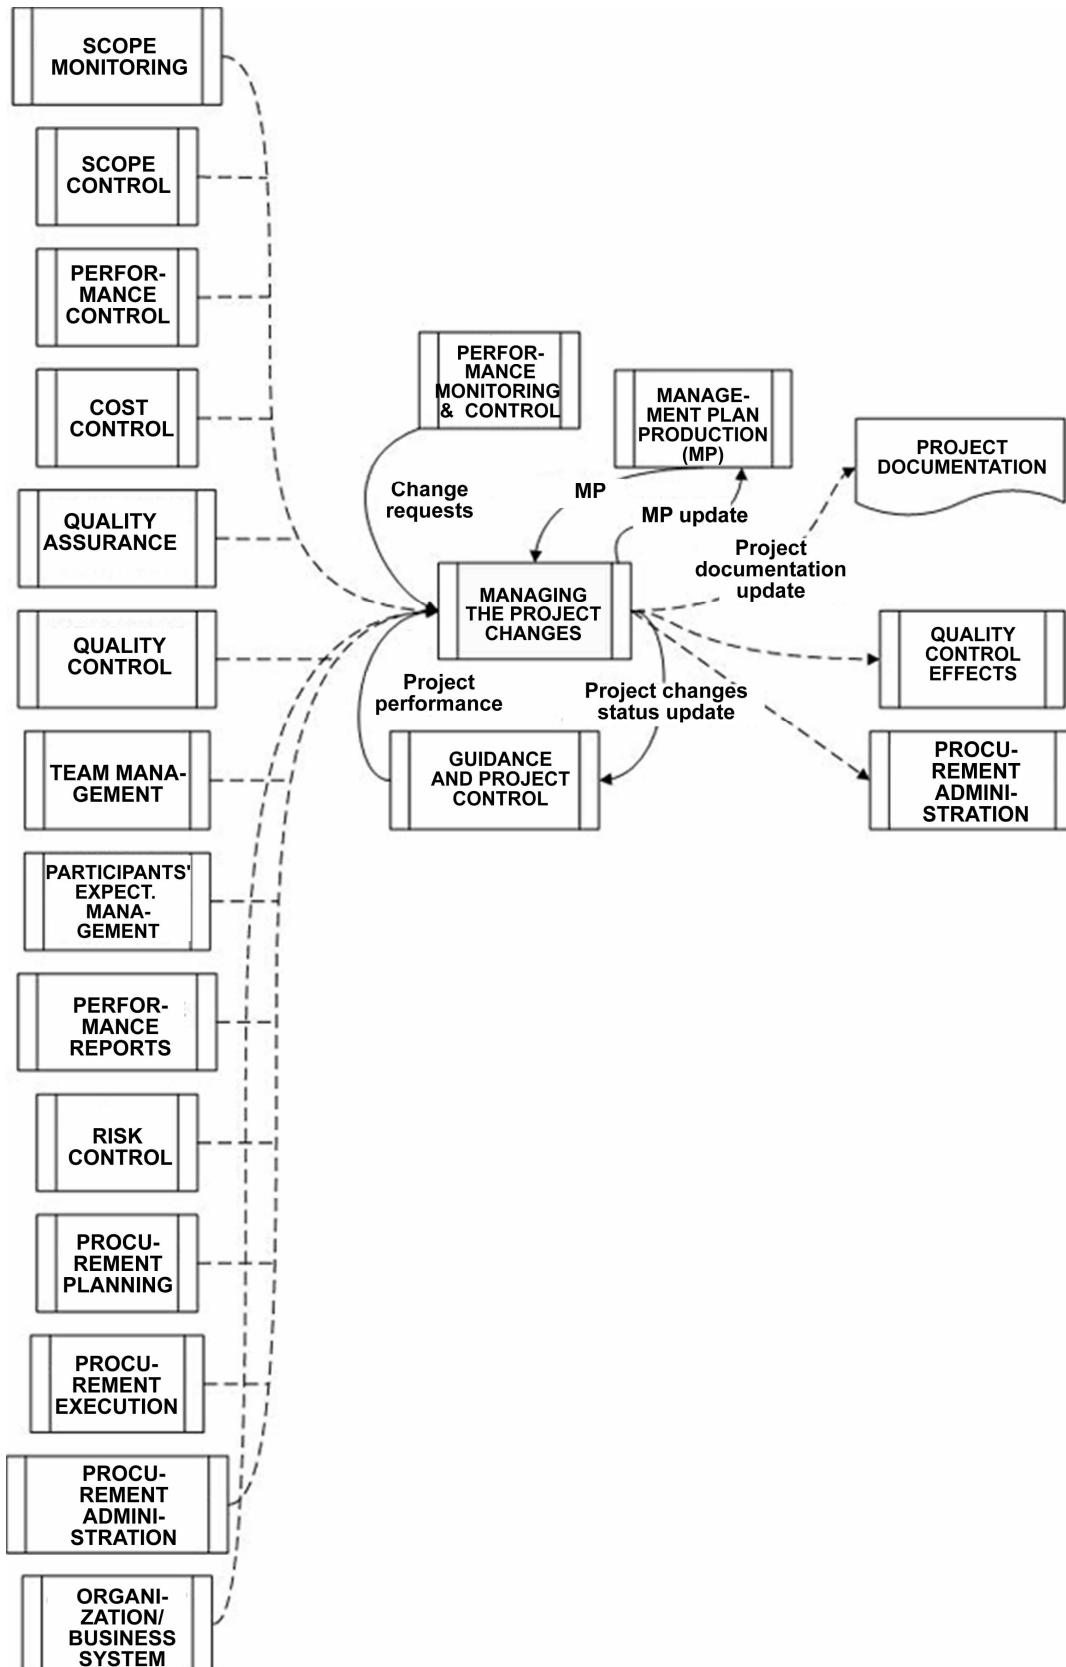 SCOPE
MONITORING
SCOPE
CONTROL
PERFOR-
MANCE
CONTROL
COST
CONTROL
QUALITY
ASSURANCE
QUALITY
CONTROL
TEAM MANA-
GEMENT
PARTICIPANTS'
EXPECT.
MANA-
GEMENT
PERFOR-
MANCE
REPORTS
RISK
CONTROL
PROCU-
REMENT
PLANNING
PROCU-
REMENT
EXECUTION
PROCU-
REMENT
ADMINI-
STRATION
ORGANI-
ZATION/
BUSINESS
SYSTEM
PERFOR-
MANCE
MONITORING
& CONTROL
Change
requests
MANAGE-
MENT PLAN
PRODUCTION
(MP)
MP
MP update
MANAGING
THE PROJECT
CHANGES
Project
performance
GUIDANCE
AND PROJECT
CONTROL
Project changes
status update
Project
documentation
update
PROJECT
DOCUMENTATION
QUALITY
CONTROL
EFFECTS
PROCU-
REMENT
ADMINI-
STRATION